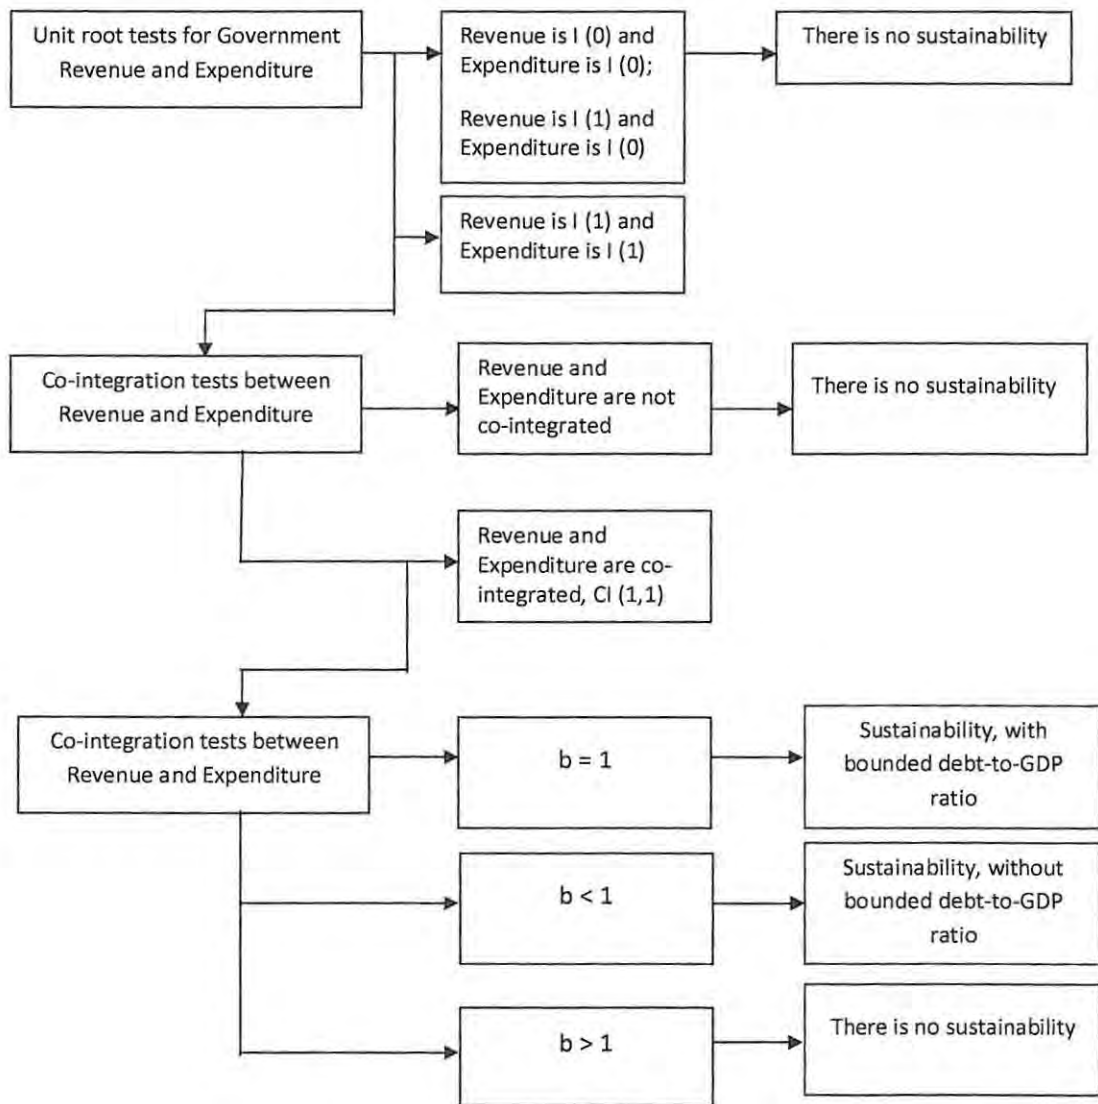 Unit root tests for Government
Revenue and Expenditure
Revenue is I (0) and
Expenditure is I (0);
Revenue is I (1) and
Expenditure is I (0)
There is no sustainability
Revenue is I (1) and
Expenditure is I (1)
Co-integration tests between
Revenue and Expenditure
Revenue and
Expenditure are not
co-integrated
There is no sustainability
Revenue and
Expenditure are co-
integrated, CI (1,1)
Co-integration tests between
Revenue and Expenditure
b = 1
Sustainability, with
bounded debt-to-GDP
ratio
b < 1
Sustainability, without
bounded debt-to-GDP
ratio
b > 1
There is no sustainability